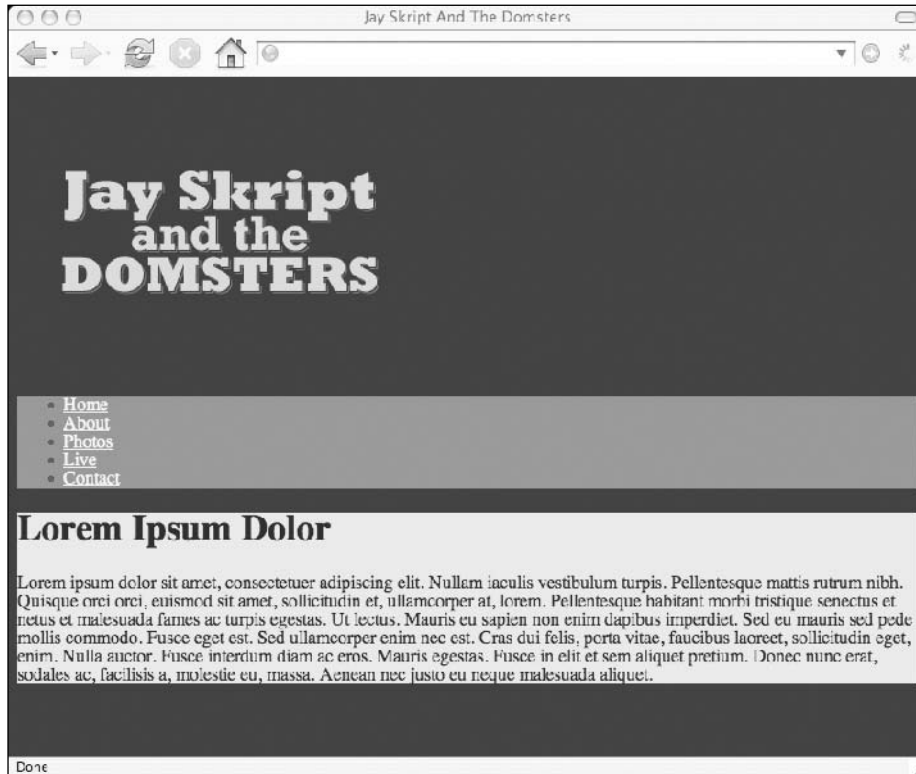 Jay Skript And The Domsters
Jay Skript
and the
DOMSTERS
Home
About
Photos
Live
Contact
Lorem Ipsum Dolor
Lorem ipsum dolor sit amet, consectetuer adipiscing elit. Nullam iaculis vestibulum turpis. Pellentesque mattis rutrum nibh.
Quisque orci orci, euismod sit amet, sollicitudin et, ullamcorper at, lorem. Pellentesque habitant morbi tristique senectus et
netus et malesuada fames ac turpis egestas. Ut lectus. Mauris eu sapien non enim dapibus imperdiet. Sed eu mauris sed pede
mollis commodo. Fusce eget est. Sed ullamcorper enim nec est. Cras dui felis, porta vitae, faucibus laoreet, sollicitudin eget,
enim. Nulla auctor. Fusce interdum diam ac eros. Mauris egestas. Fusce in elit et sem aliquet pretium. Donec nunc erat,
sodales ac, facilisis a, molestie eu, massa. Aenean nec justo eu neque malesuada aliquet.
Done